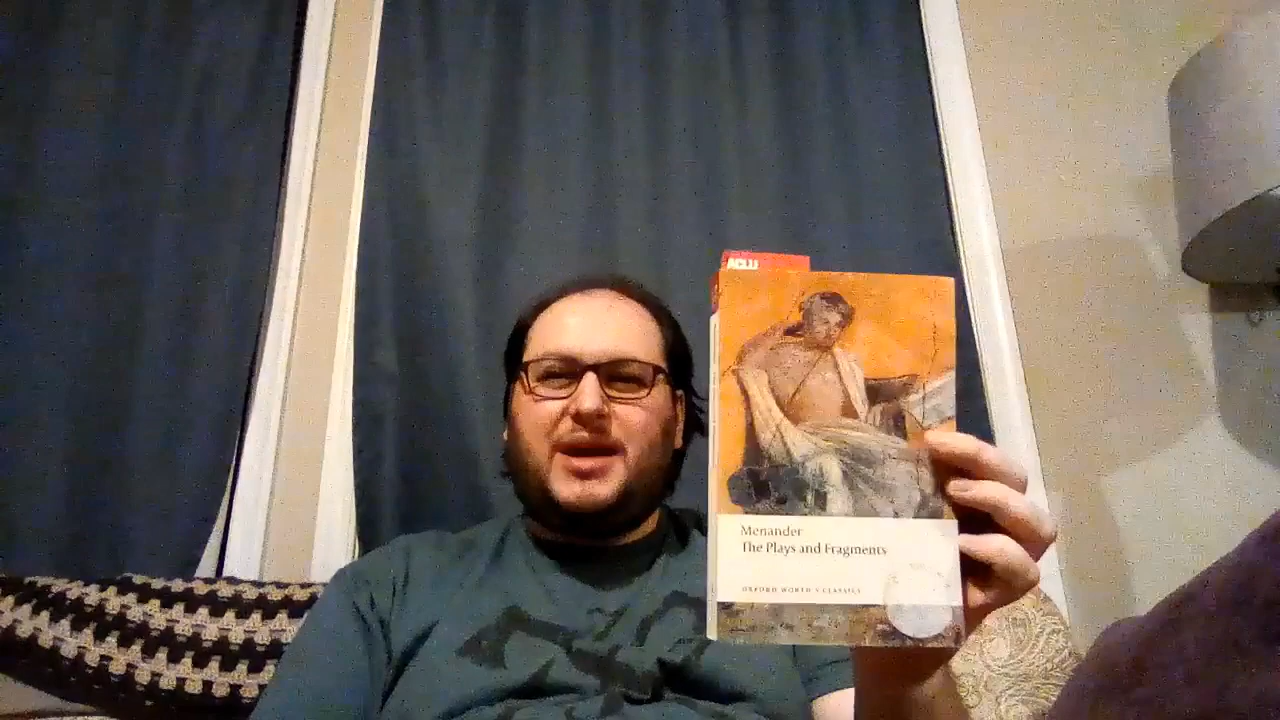 ACLU
Menander
The Plays and Fragments
OXFORD WORLD'S CLASSICS